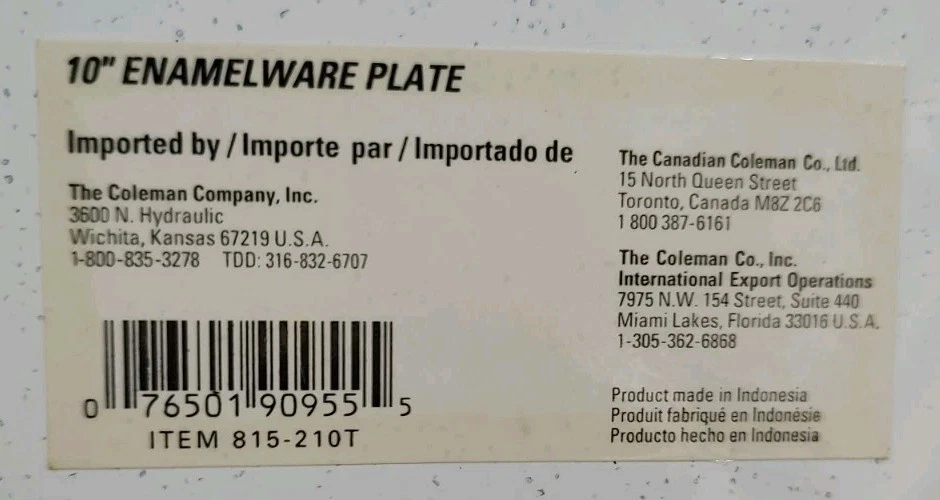 10" ENAMELWARE PLATE
Imported by / Importe par / Importado de
The Coleman Company, Inc.
3600 N. Hydraulic
Wichita, Kansas 67219 U.S.A.
1-800-835-3278 TDD: 316-832-6707
0 76501 90955 5
ITEM 815-210T
The Canadian Coleman Co., Ltd.
15 North Queen Street
Toronto, Canada M8Z 2C6
1 800 387-6161
The Coleman Co., Inc.
International Export Operations
7975 N.W. 154 Street, Suite 440
Miami Lakes, Florida 33016 U.S.A.
1-305-362-6868
Product made in Indonesia
Produit fabriqué en Indonésie
Producto hecho en Indonesia